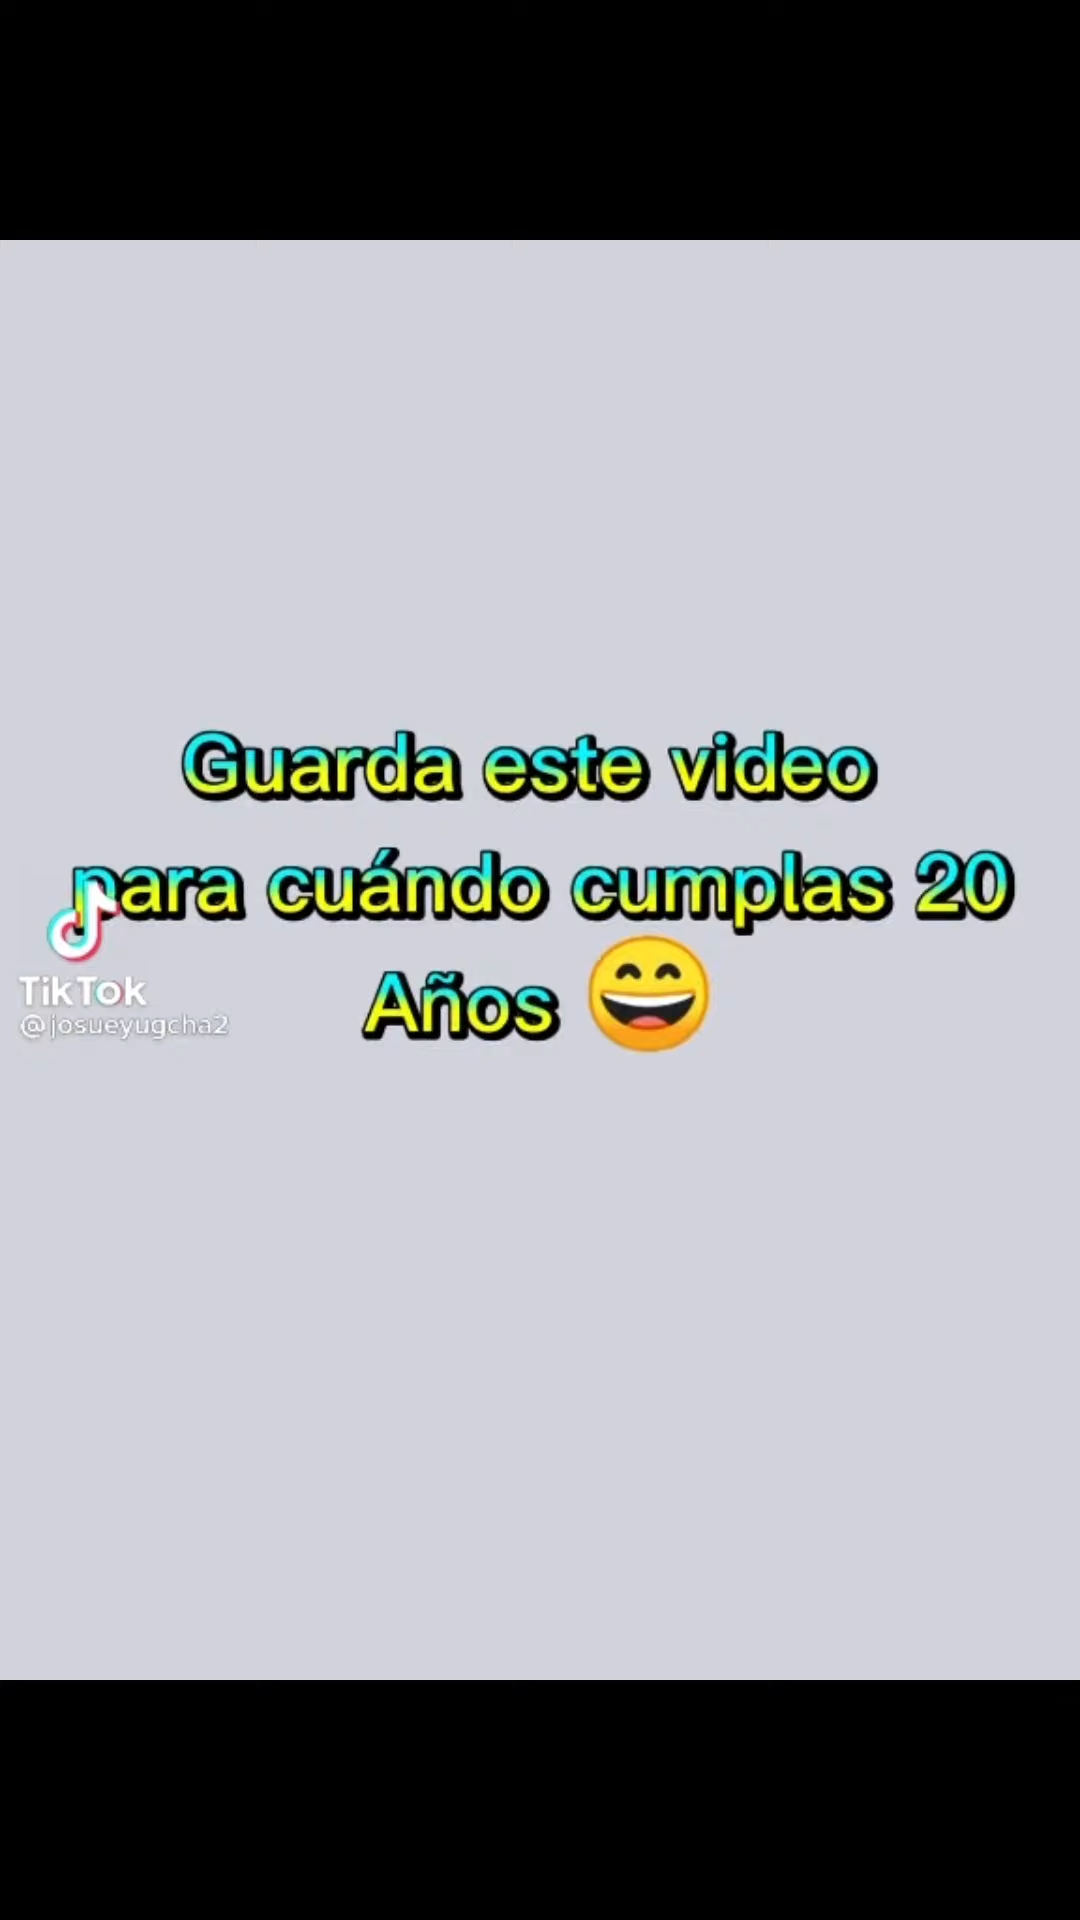 Guarda este video
para cuándo cumplas 20
Años 😄
TikTok
@josueyugcha2